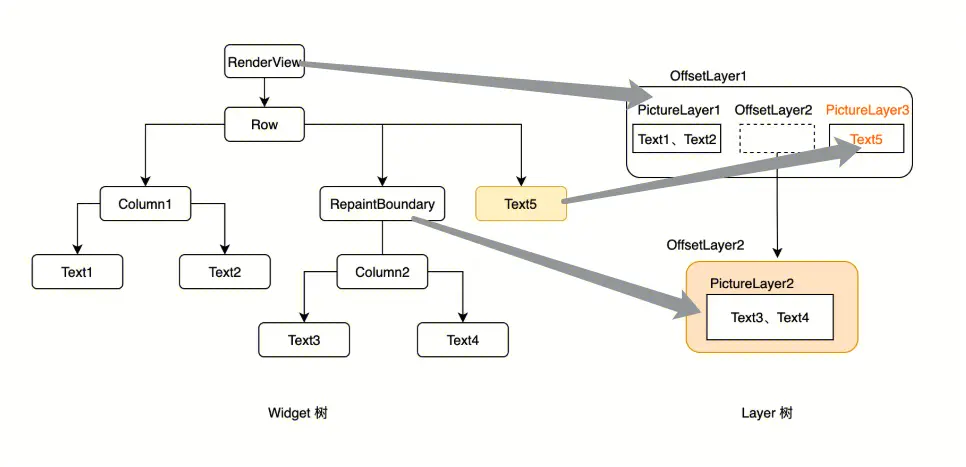 RenderView
Row
Column1
RepaintBoundary
Text5
Text1
Text2
Column2
Text3
Text4
Widget 树
OffsetLayer1
PictureLayer1
OffsetLayer2
PictureLayer3
Text1、Text2
Text5
OffsetLayer2
PictureLayer2
Text3、Text4
Layer 树